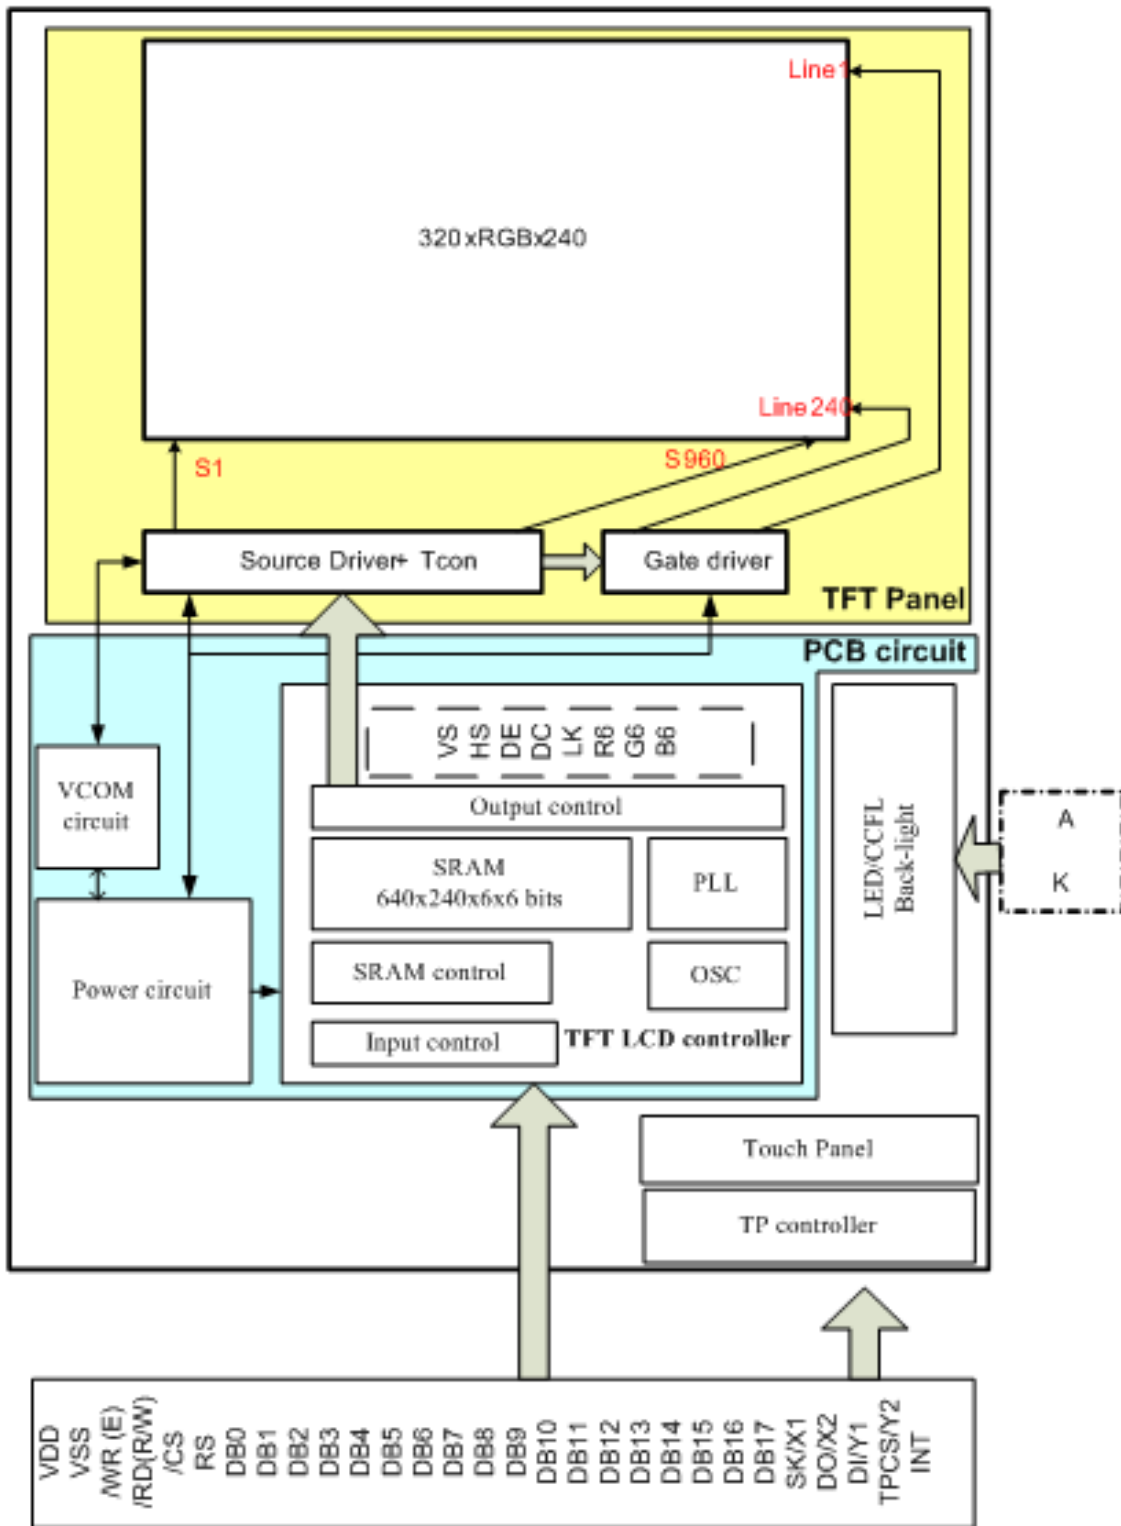 Line1
320xRGBx240
Line240
S1
S960
Source Driver+ Tcon
Gate driver
TFT Panel
PCB circuit
VS
HS
DE
DC
LK
R6
G6
B6
VCOM
circuit
Output control
SRAM
640x240x6x6 bits
PLL
LED/CCFL
Back-light
A
K
Power circuit
SRAM control
OSC
Input control
TFT LCD controller
Touch Panel
TP controller
VDD
VSS
/WR (E)
/RD(R/W)
/CS
RS
DB0
DB1
DB2
DB3
DB4
DB5
DB6
DB7
DB8
DB9
DB10
DB11
DB12
DB13
DB14
DB15
DB16
DB17
SK/X1
DO/X2
DI/Y1
TPCS/Y2
INT